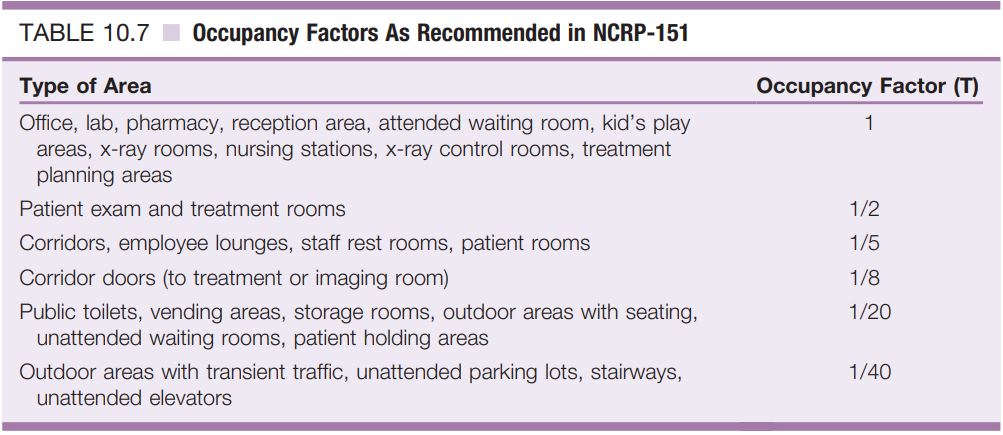 TABLE 10.7 ■ Occupancy Factors As Recommended in NCRP-151
Type of Area Occupancy Factor (T)
Office, lab, pharmacy, reception area, attended waiting room, kid’s play 1
areas, x-ray rooms, nursing stations, x-ray control rooms, treatment
planning areas
Patient exam and treatment rooms 1/2
Corridors, employee lounges, staff rest rooms, patient rooms 1/5
Corridor doors (to treatment or imaging room) 1/8
Public toilets, vending areas, storage rooms, outdoor areas with seating, 1/20
unattended waiting rooms, patient holding areas
Outdoor areas with transient traffic, unattended parking lots, stairways, 1/40
unattended elevators